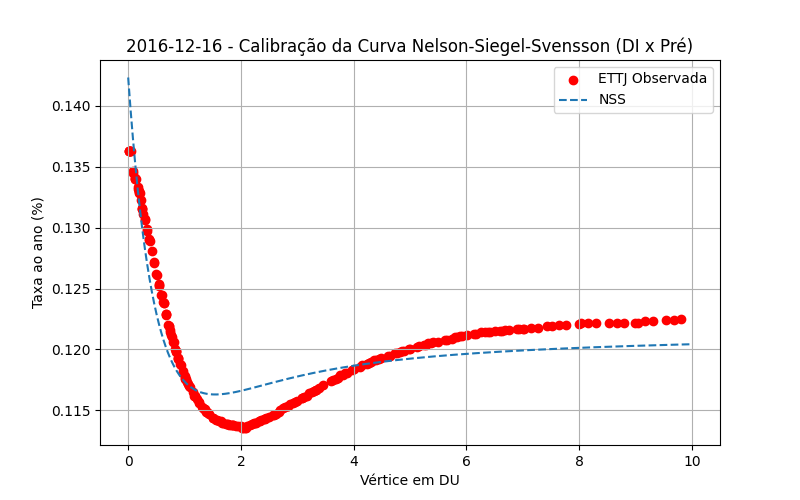 2016-12-16 - Calibração da Curva Nelson-Siegel-Svensson (DI x Pré)
ETTJ Observada
NSS
Taxa ao ano (%)
0.140
0.135
0.130
0.125
0.120
0.115
0 2 4 6 8 10
Vértice em DU